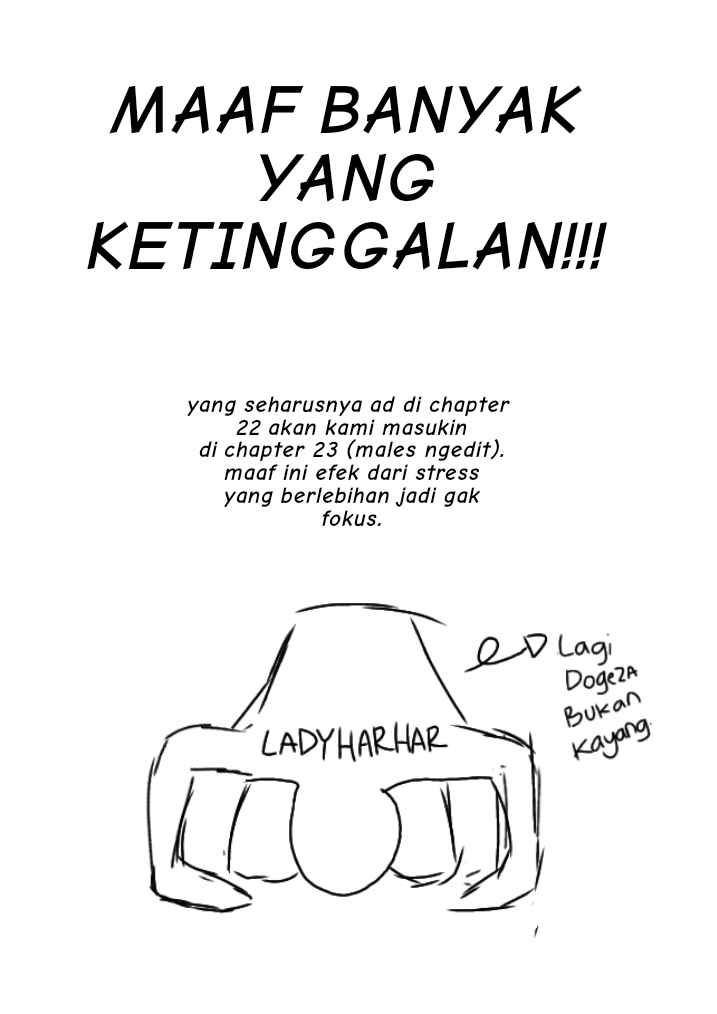 MAAF BANYAK
YANG
KETINGGALAN!!!
yang seharusnya ad di chapter
22 akan kami masukin
di chapter 23 (males ngedit).
maaf ini efek dari stress
yang berlebihan jadi gak
fokus.
Lagi
DogeZA
Bukan
Kayang.
LADYHARHAR